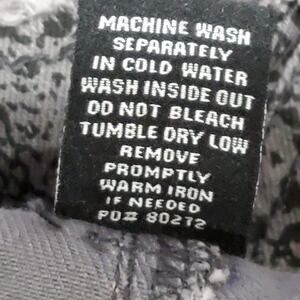 MACHINE WASH
SEPARATELY
IN COLD WATER
WASH INSIDE OUT
DO NOT BLEACH
TUMBLE DRY LOW
REMOVE
PROMPTLY
WARM IRON
IF NEEDED
PO# 80272